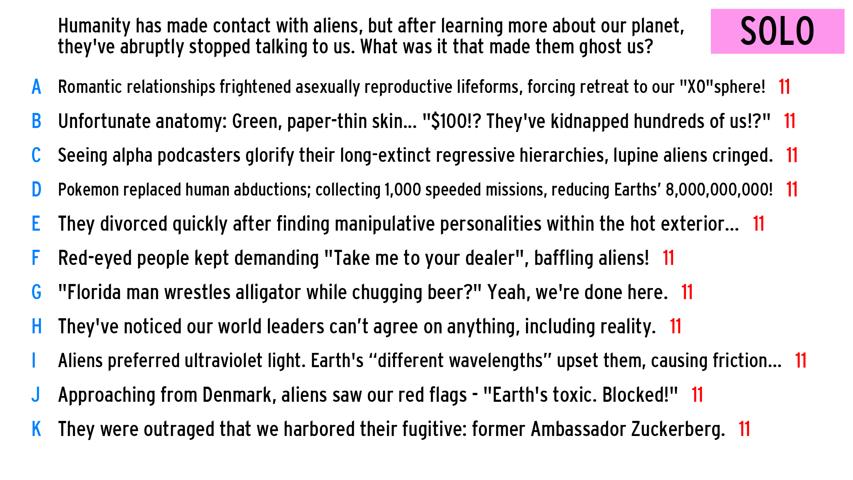 Humanity has made contact with aliens, but after learning more about our planet,
they've abruptly stopped talking to us. What was it that made them ghost us?
SOLO
A Romantic relationships frightened asexually reproductive lifeforms, forcing retreat to our "XO"sphere! 11
B Unfortunate anatomy: Green, paper-thin skin... "$100!? They've kidnapped hundreds of us!?" 11
C Seeing alpha podcasters glorify their long-extinct regressive hierarchies, lupine aliens cringed. 11
D Pokemon replaced human abductions; collecting 1,000 speeded missions, reducing Earths’ 8,000,000,000! 11
E They divorced quickly after finding manipulative personalities within the hot exterior... 11
F Red-eyed people kept demanding "Take me to your dealer", baffling aliens! 11
G "Florida man wrestles alligator while chugging beer?" Yeah, we're done here. 11
H They've noticed our world leaders can’t agree on anything, including reality. 11
I Aliens preferred ultraviolet light. Earth's “different wavelengths” upset them, causing friction... 11
J Approaching from Denmark, aliens saw our red flags - "Earth's toxic. Blocked!" 11
K They were outraged that we harbored their fugitive: former Ambassador Zuckerberg. 11